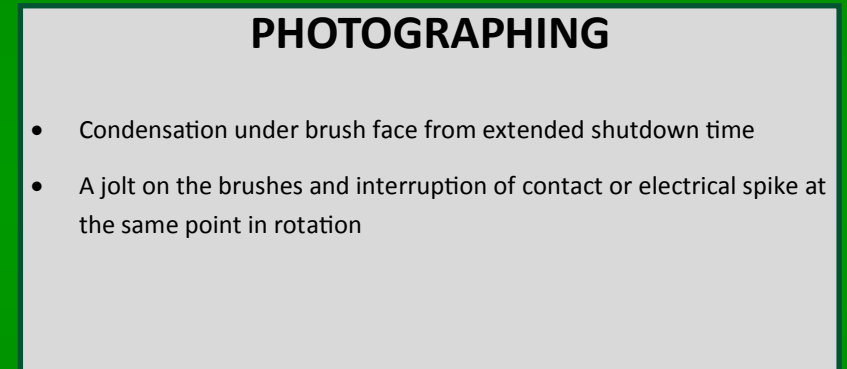 PHOTOGRAPHING
• Condensation under brush face from extended shutdown time
• A jolt on the brushes and interruption of contact or electrical spike at
the same point in rotation